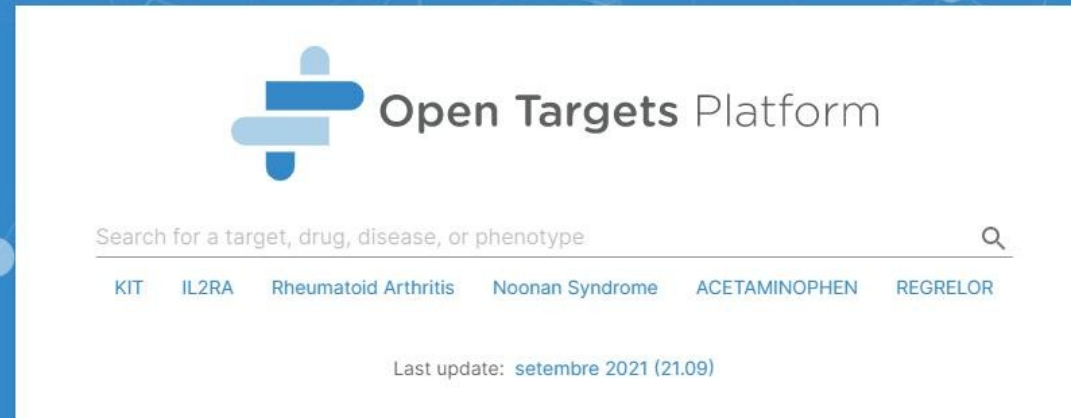 Open Targets Platform
Search for a target, drug, disease, or phenotype
KIT IL2RA Rheumatoid Arthritis Noonan Syndrome ACETAMINOPHEN REGRELOR
Last update: setembre 2021 (21.09)